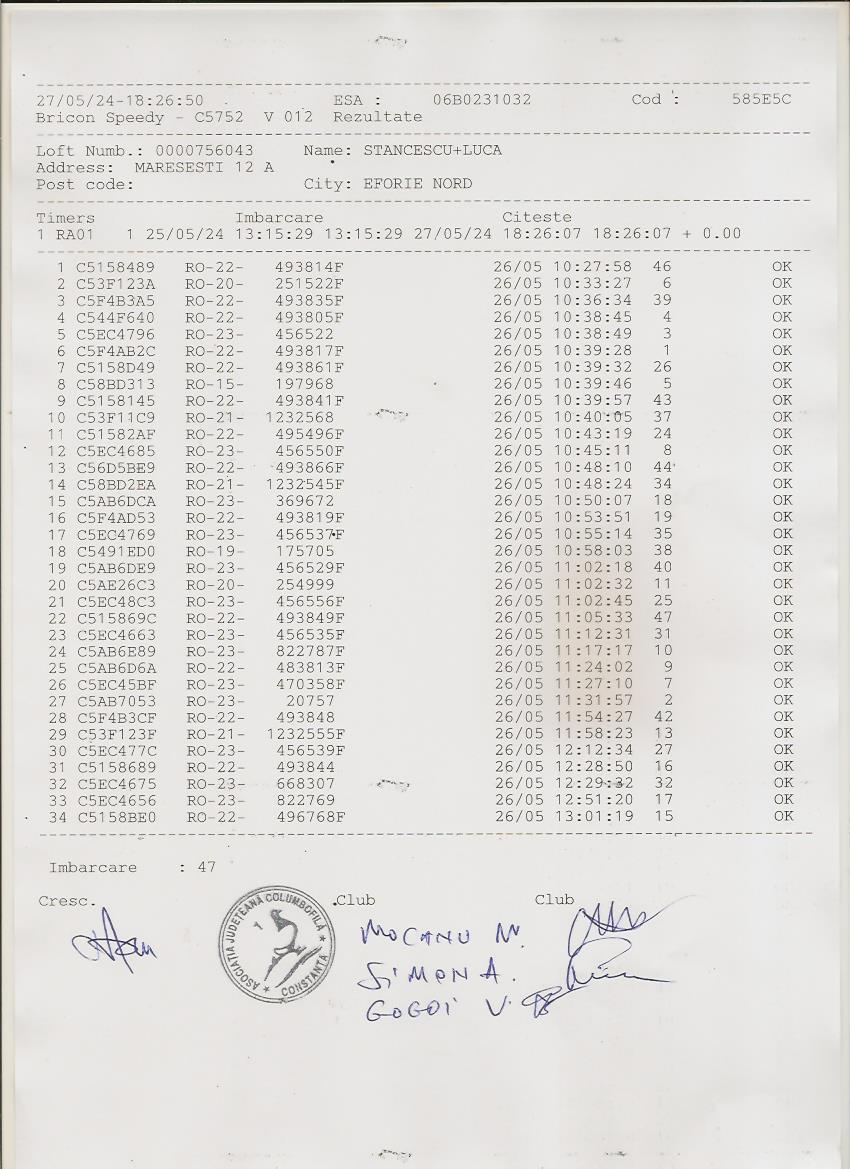 27/05/24-18:26:50 ESA : 06B0231032 Cod : 585E5C
Bricon Speedy - C5752 V 012 Rezultate
Loft Numb.: 0000756043 Name: STANCESCU+LUCA
Address: MARESESTI 12 A
Post code: City: EFORIE NORD
Timers Imbarcare Citeste
1 RA01 1 25/05/24 13:15:29 13:15:29 27/05/24 18:26:07 18:26:07 + 0.00
1 C5158489 RO-22- 493814F 26/05 10:27:58 46 OK
2 C53F123A RO-20- 251522F 26/05 10:33:27 6 OK
3 C5F4B3A5 RO-22- 493835F 26/05 10:36:34 39 OK
4 C544F640 RO-22- 493805F 26/05 10:38:45 4 OK
5 C5EC4796 RO-23- 456522 26/05 10:38:49 3 OK
6 C5F4AB2C RO-22- 493817F 26/05 10:39:28 1 OK
7 C5158D49 RO-22- 493861F 26/05 10:39:32 26 OK
8 C58BD313 RO-15- 197968 26/05 10:39:46 5 OK
9 C5158145 RO-22- 493841F 26/05 10:39:57 43 OK
10 C53F11C9 RO-21- 1232568 26/05 10:40:05 37 OK
11 C51582AF RO-22- 495496F 26/05 10:43:19 24 OK
12 C5EC4685 RO-23- 456550F 26/05 10:45:11 8 OK
13 C56D5BE9 RO-22- 493866F 26/05 10:48:10 44 OK
14 C58BD2EA RO-21- 1232545F 26/05 10:48:24 34 OK
15 C5AB6DCA RO-23- 369672 26/05 10:50:07 18 OK
16 C5F4AD53 RO-22- 493819F 26/05 10:53:51 19 OK
17 C5EC4769 RO-23- 456537F 26/05 10:55:14 35 OK
18 C5491ED0 RO-19- 175705 26/05 10:58:03 38 OK
19 C5AB6DE9 RO-23- 456529F 26/05 11:02:18 40 OK
20 C5AE26C3 RO-20- 254999 26/05 11:02:32 11 OK
21 C5EC48C3 RO-23- 456556F 26/05 11:02:45 25 OK
22 C515869C RO-22- 493849F 26/05 11:05:33 47 OK
23 C5EC4663 RO-23- 456535F 26/05 11:12:31 31 OK
24 C5AB6E89 RO-23- 822787F 26/05 11:17:17 10 OK
25 C5AB6D6A RO-22- 483813F 26/05 11:24:02 9 OK
26 C5EC45BF RO-23- 470358F 26/05 11:27:10 7 OK
27 C5AB7053 RO-23- 20757 26/05 11:31:57 2 OK
28 C5F4B3CF RO-22- 493848 26/05 11:54:27 42 OK
29 C53F123F RO-21- 1232555F 26/05 11:58:23 13 OK
30 C5EC477C RO-23- 456539F 26/05 12:12:34 27 OK
31 C5158689 RO-22- 493844 26/05 12:28:50 16 OK
32 C5EC4675 RO-23- 668307 26/05 12:29:32 32 OK
33 C5EC4656 RO-23- 822769 26/05 12:51:20 17 OK
34 C5158BE0 RO-22- 496768F 26/05 13:01:19 15 OK
Imbarcare : 47
Cresc. Club Club
ASOCIATIA JUDETEANA COLUMBOFILA
1
CONSTANTA
MOCANU M.
SIMON A.
GOGOI V.